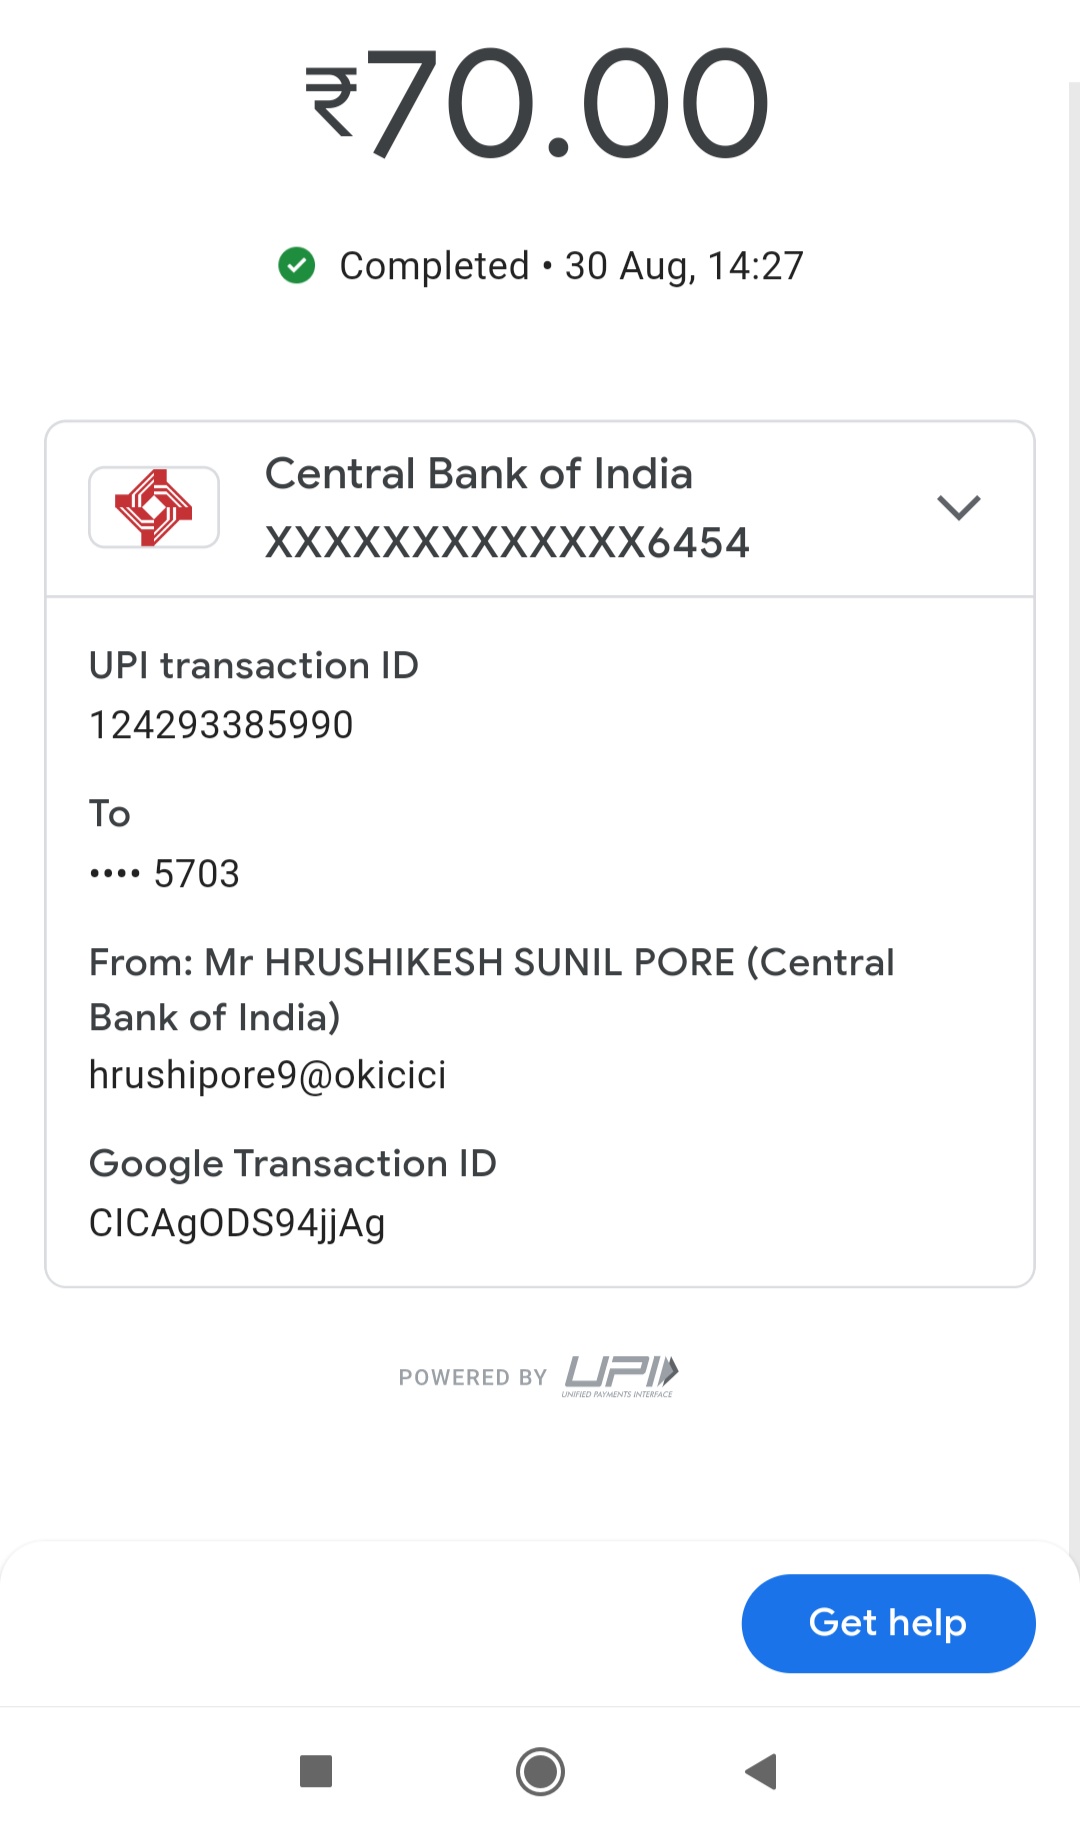 ₹70.00
Completed • 30 Aug, 14:27
Central Bank of India
XXXXXXXXXXXXX6454
UPI transaction ID
124293385990
To
•••• 5703
From: Mr HRUSHIKESH SUNIL PORE (Central
Bank of India)
hrushipore9@okicici
Google Transaction ID
CICAgODS94jjAg
POWERED BY UPI
UNIFIED PAYMENTS INTERFACE
Get help